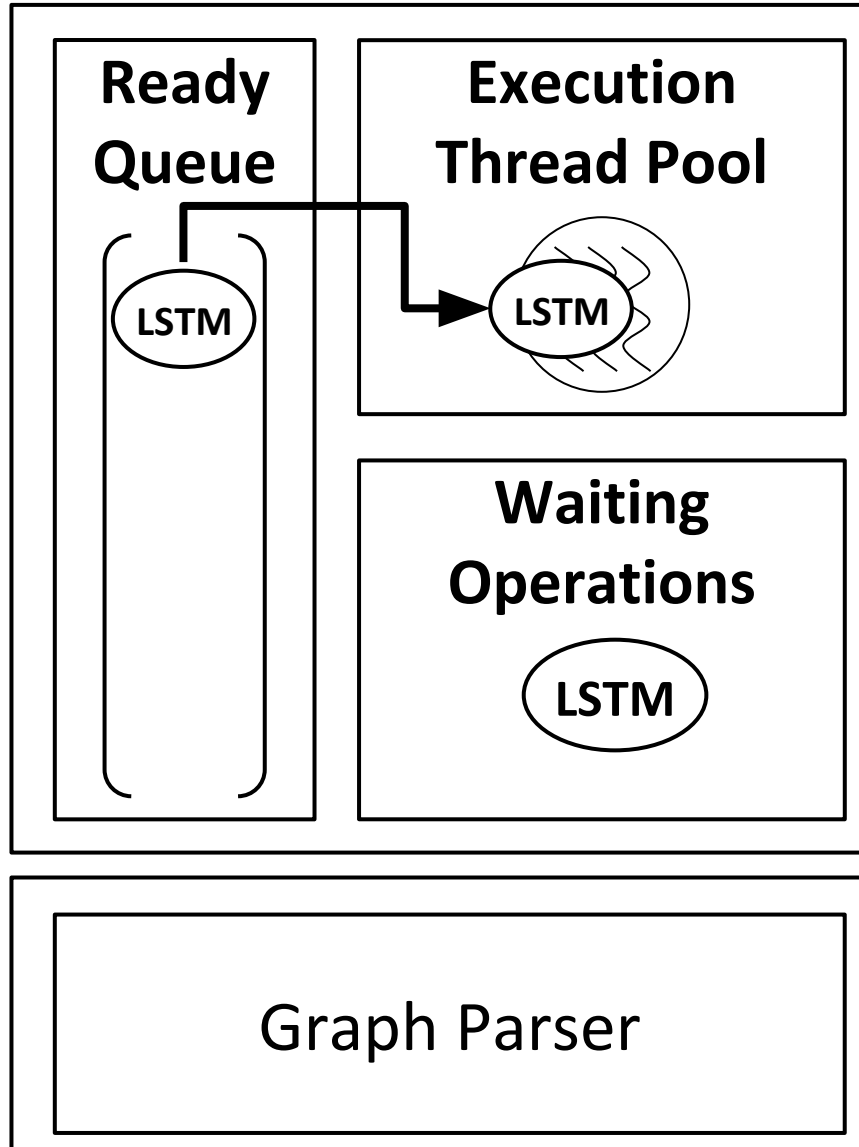 Ready
Queue
LSTM
Execution
Thread Pool
LSTM
Waiting
Operations
LSTM
Graph Parser